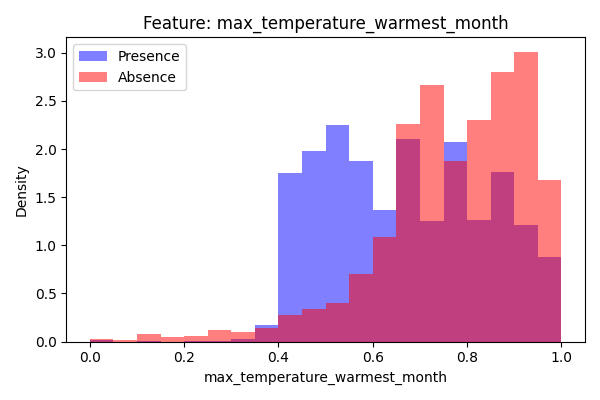 Feature: max_temperature_warmest_month
Presence
Absence
Density
3.0
2.5
2.0
1.5
1.0
0.5
0.0
0.0 0.2 0.4 0.6 0.8 1.0
max_temperature_warmest_month